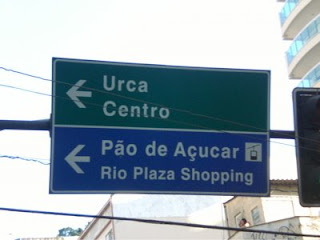 Urca
Centro
Pão de Açucar
Rio Plaza Shopping